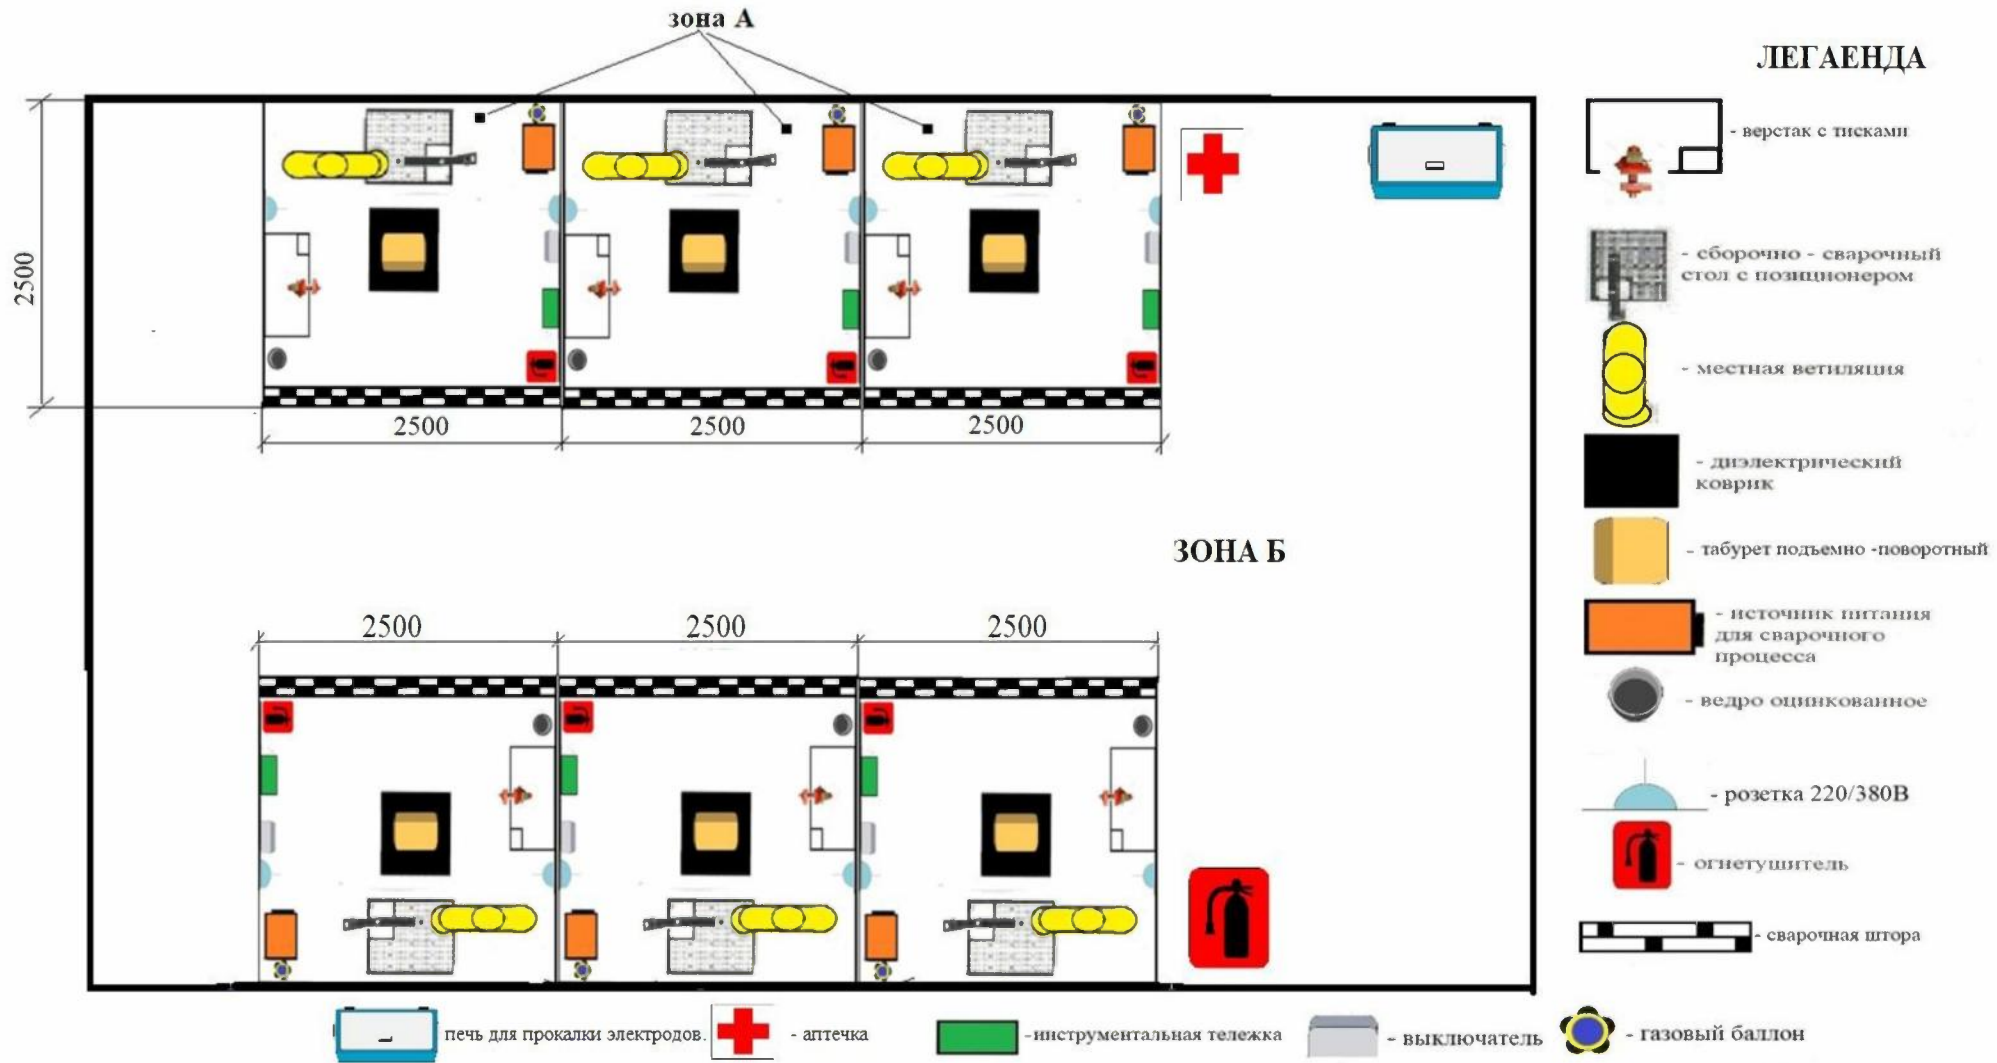 зона А
ЛЕГАЕНДА
- верстак с тисками
- сборочно - сварочный
стол с позиционером
- местная ветиляция
- диэлектрический
коврик
- табурет подъемно -поворотный
- источник питания
для сварочного
процесса
- ведро оцинкованное
- розетка 220/380В
- огнетушитель
- сварочная штора
2500
2500
2500
2500
ЗОНА Б
2500
2500
2500
печь для прокалки электродов.
- аптечка
-инструментальная тележка
- выключатель
- газовый баллон